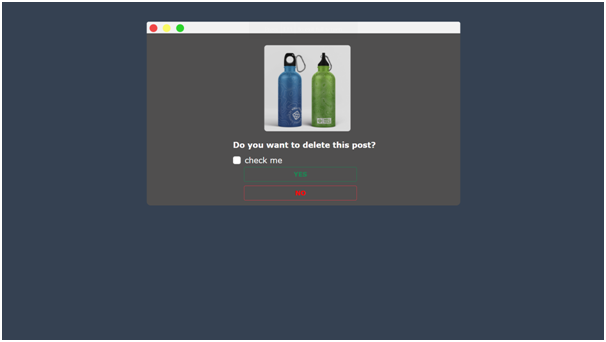 Do you want to delete this post?
check me
YES
NO